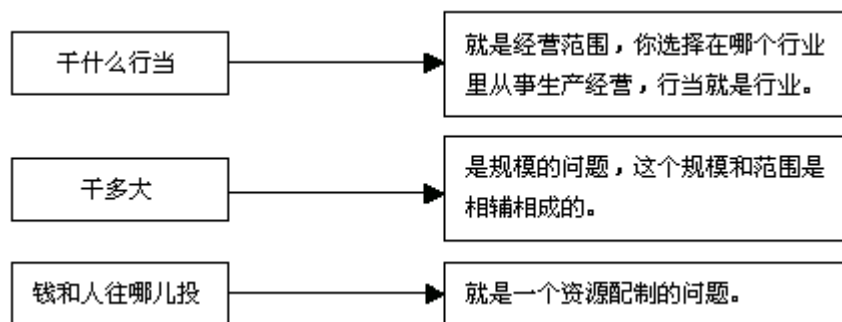 干什么行当
就是经营范围，你选择在哪个行业
里从事生产经营，行当就是行业。
干多大
是规模的问题，这个规模和范围是
相辅相成的。
钱和人往哪儿投
就是一个资源配制的问题。